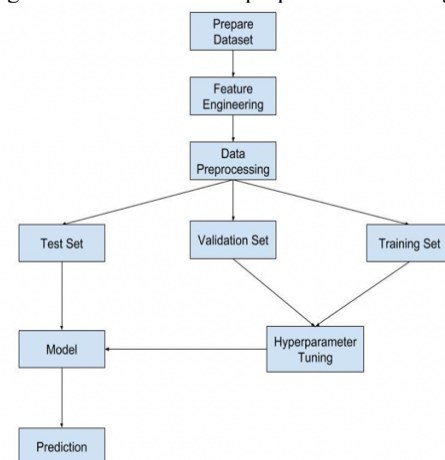 Prepare
Dataset
Feature
Engineering
Data
Preprocessing
Test Set
Validation Set
Training Set
Model
Hyperparameter
Tuning
Prediction